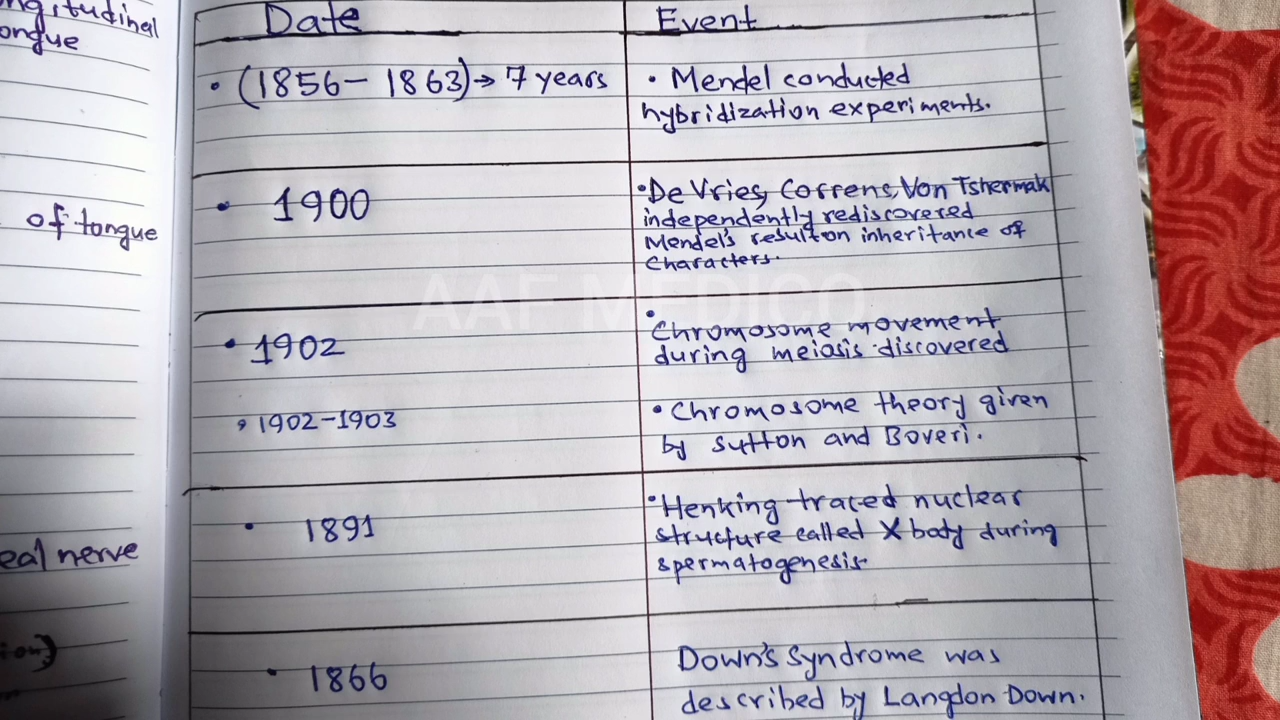 ngitudinal
ongue
of tongue
eal nerve
ion)
Date Event
• (1856 – 1863) → 7 years • Mendel conducted
hybridization experiments.
• 1900 • De Vries, Correns, Von Tshermak
independently rediscovered
Mendel's result on inheritance of
Characters.
AAF MEDICO
• 1902 • Chromosome movement
during meiosis discovered
• 1902-1903 • Chromosome theory given
by Sutton and Boveri.
• 1891 • Henking traced nuclear
structure called X body during
spermatogenesis.
• 1866 Down's Syndrome was
described by Langdon Down.